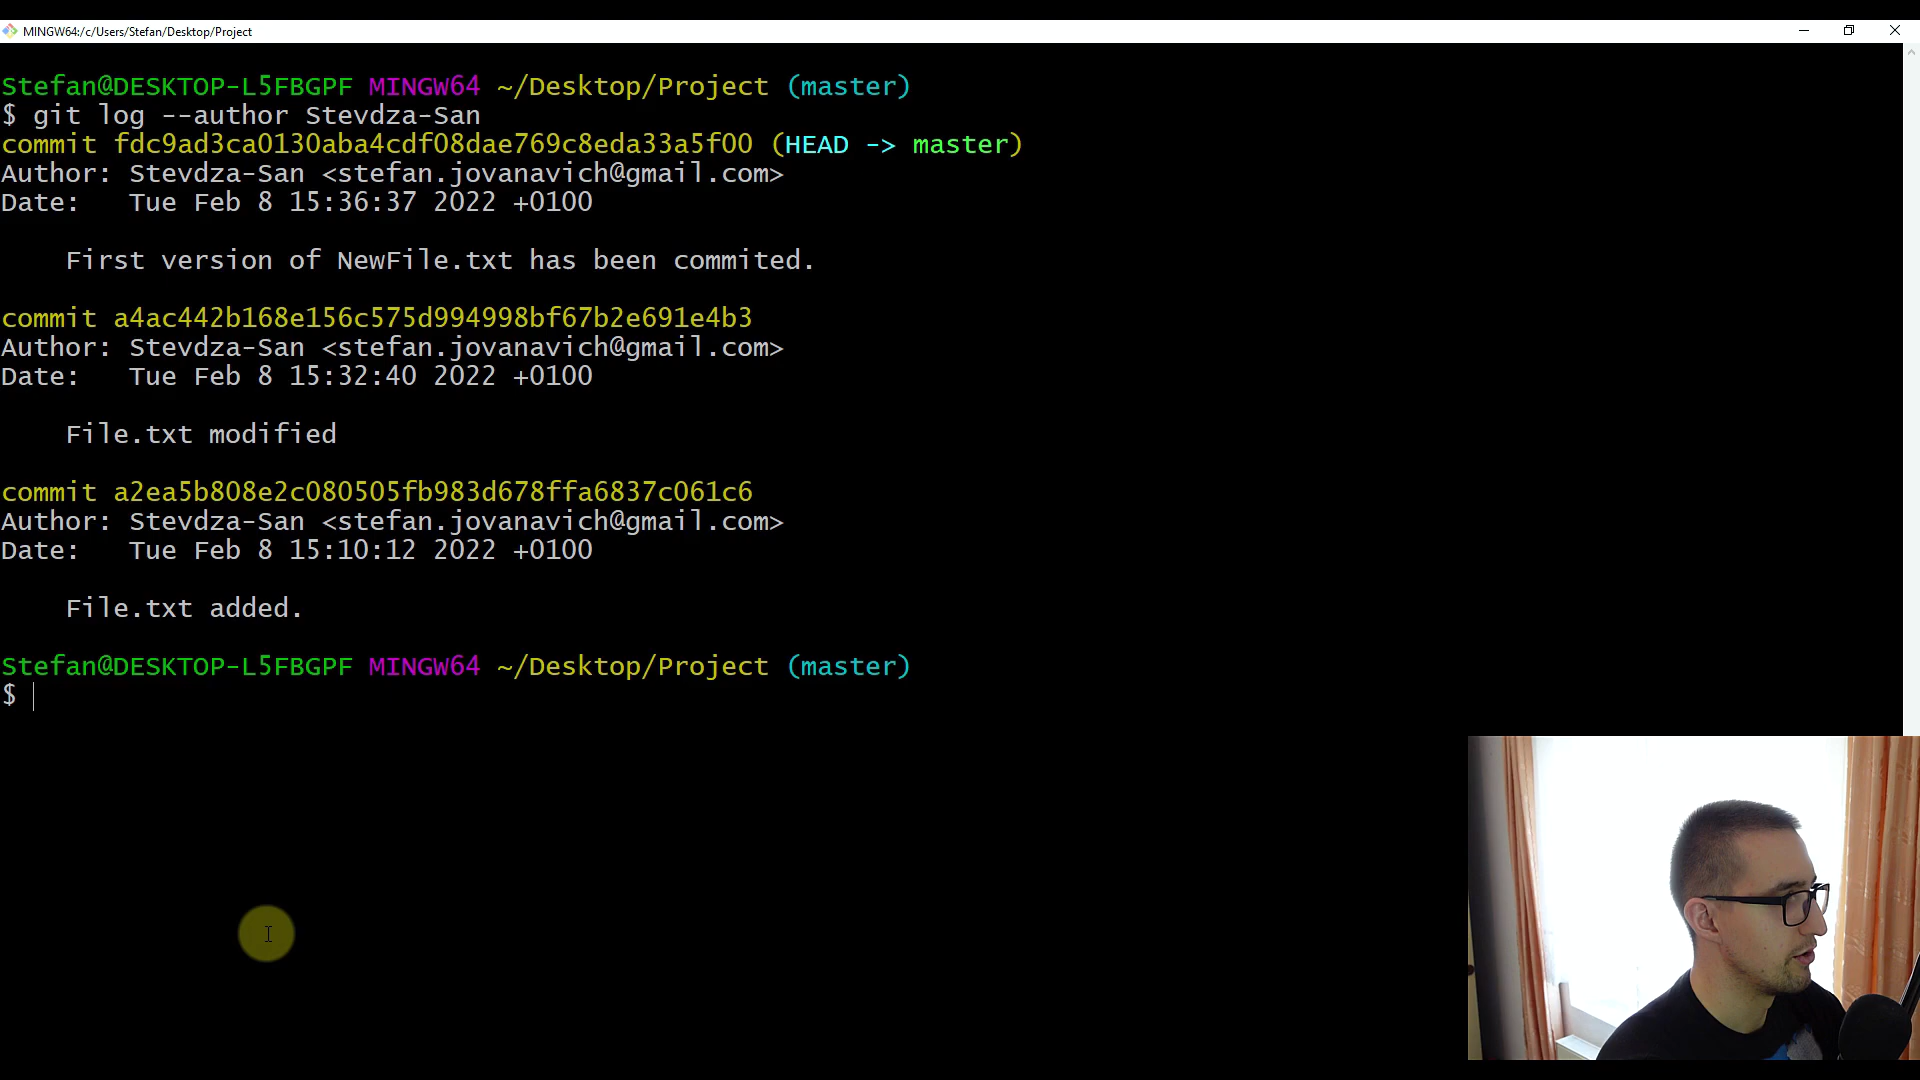 MINGW64:/c/Users/Stefan/Desktop/Project
Stefan@DESKTOP-L5FBGPF MINGW64 ~/Desktop/Project (master)
$ git log --author Stevdza-San
commit fdc9ad3ca0130aba4cdf08dae769c8eda33a5f00 (HEAD -> master)
Author: Stevdza-San <stefan.jovanavich@gmail.com>
Date:   Tue Feb 8 15:36:37 2022 +0100
First version of NewFile.txt has been commited.
commit a4ac442b168e156c575d994998bf67b2e691e4b3
Author: Stevdza-San <stefan.jovanavich@gmail.com>
Date:   Tue Feb 8 15:32:40 2022 +0100
File.txt modified
commit a2ea5b808e2c080505fb983d678ffa6837c061c6
Author: Stevdza-San <stefan.jovanavich@gmail.com>
Date:   Tue Feb 8 15:10:12 2022 +0100
File.txt added.
Stefan@DESKTOP-L5FBGPF MINGW64 ~/Desktop/Project (master)
$